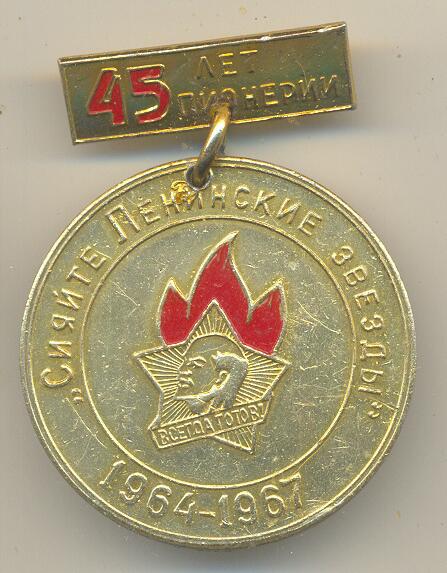 45 ЛЕТ
ПИОНЕРИИ
„Сияйте Ленинские звезды”
ВСЕГДА ГОТОВ!
1964-1967